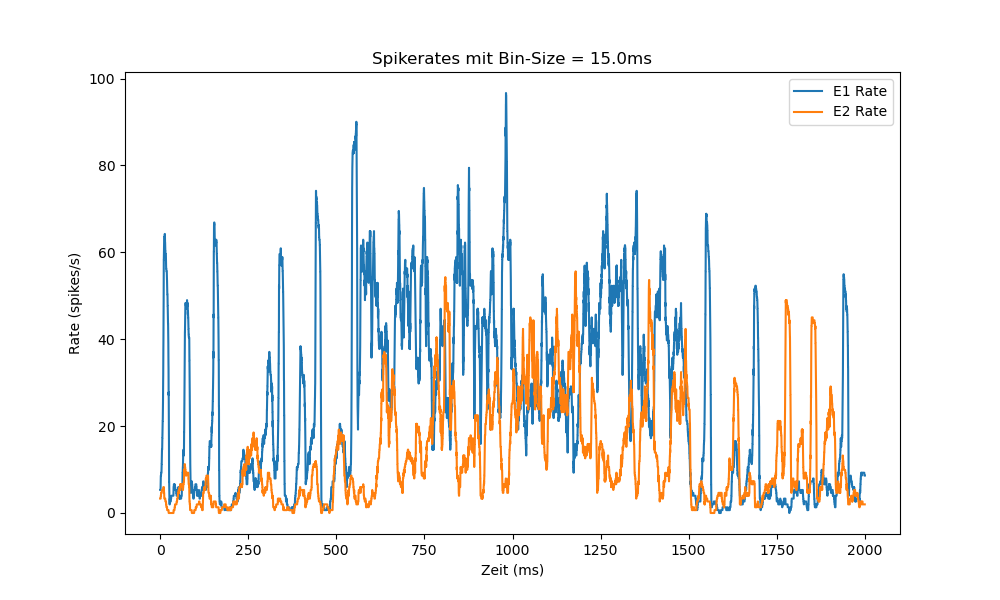 Spikerates mit Bin-Size = 15.0ms
E1 Rate
E2 Rate
Rate (spikes/s)
100
80
60
40
20
0
0 250 500 750 1000 1250 1500 1750 2000
Zeit (ms)